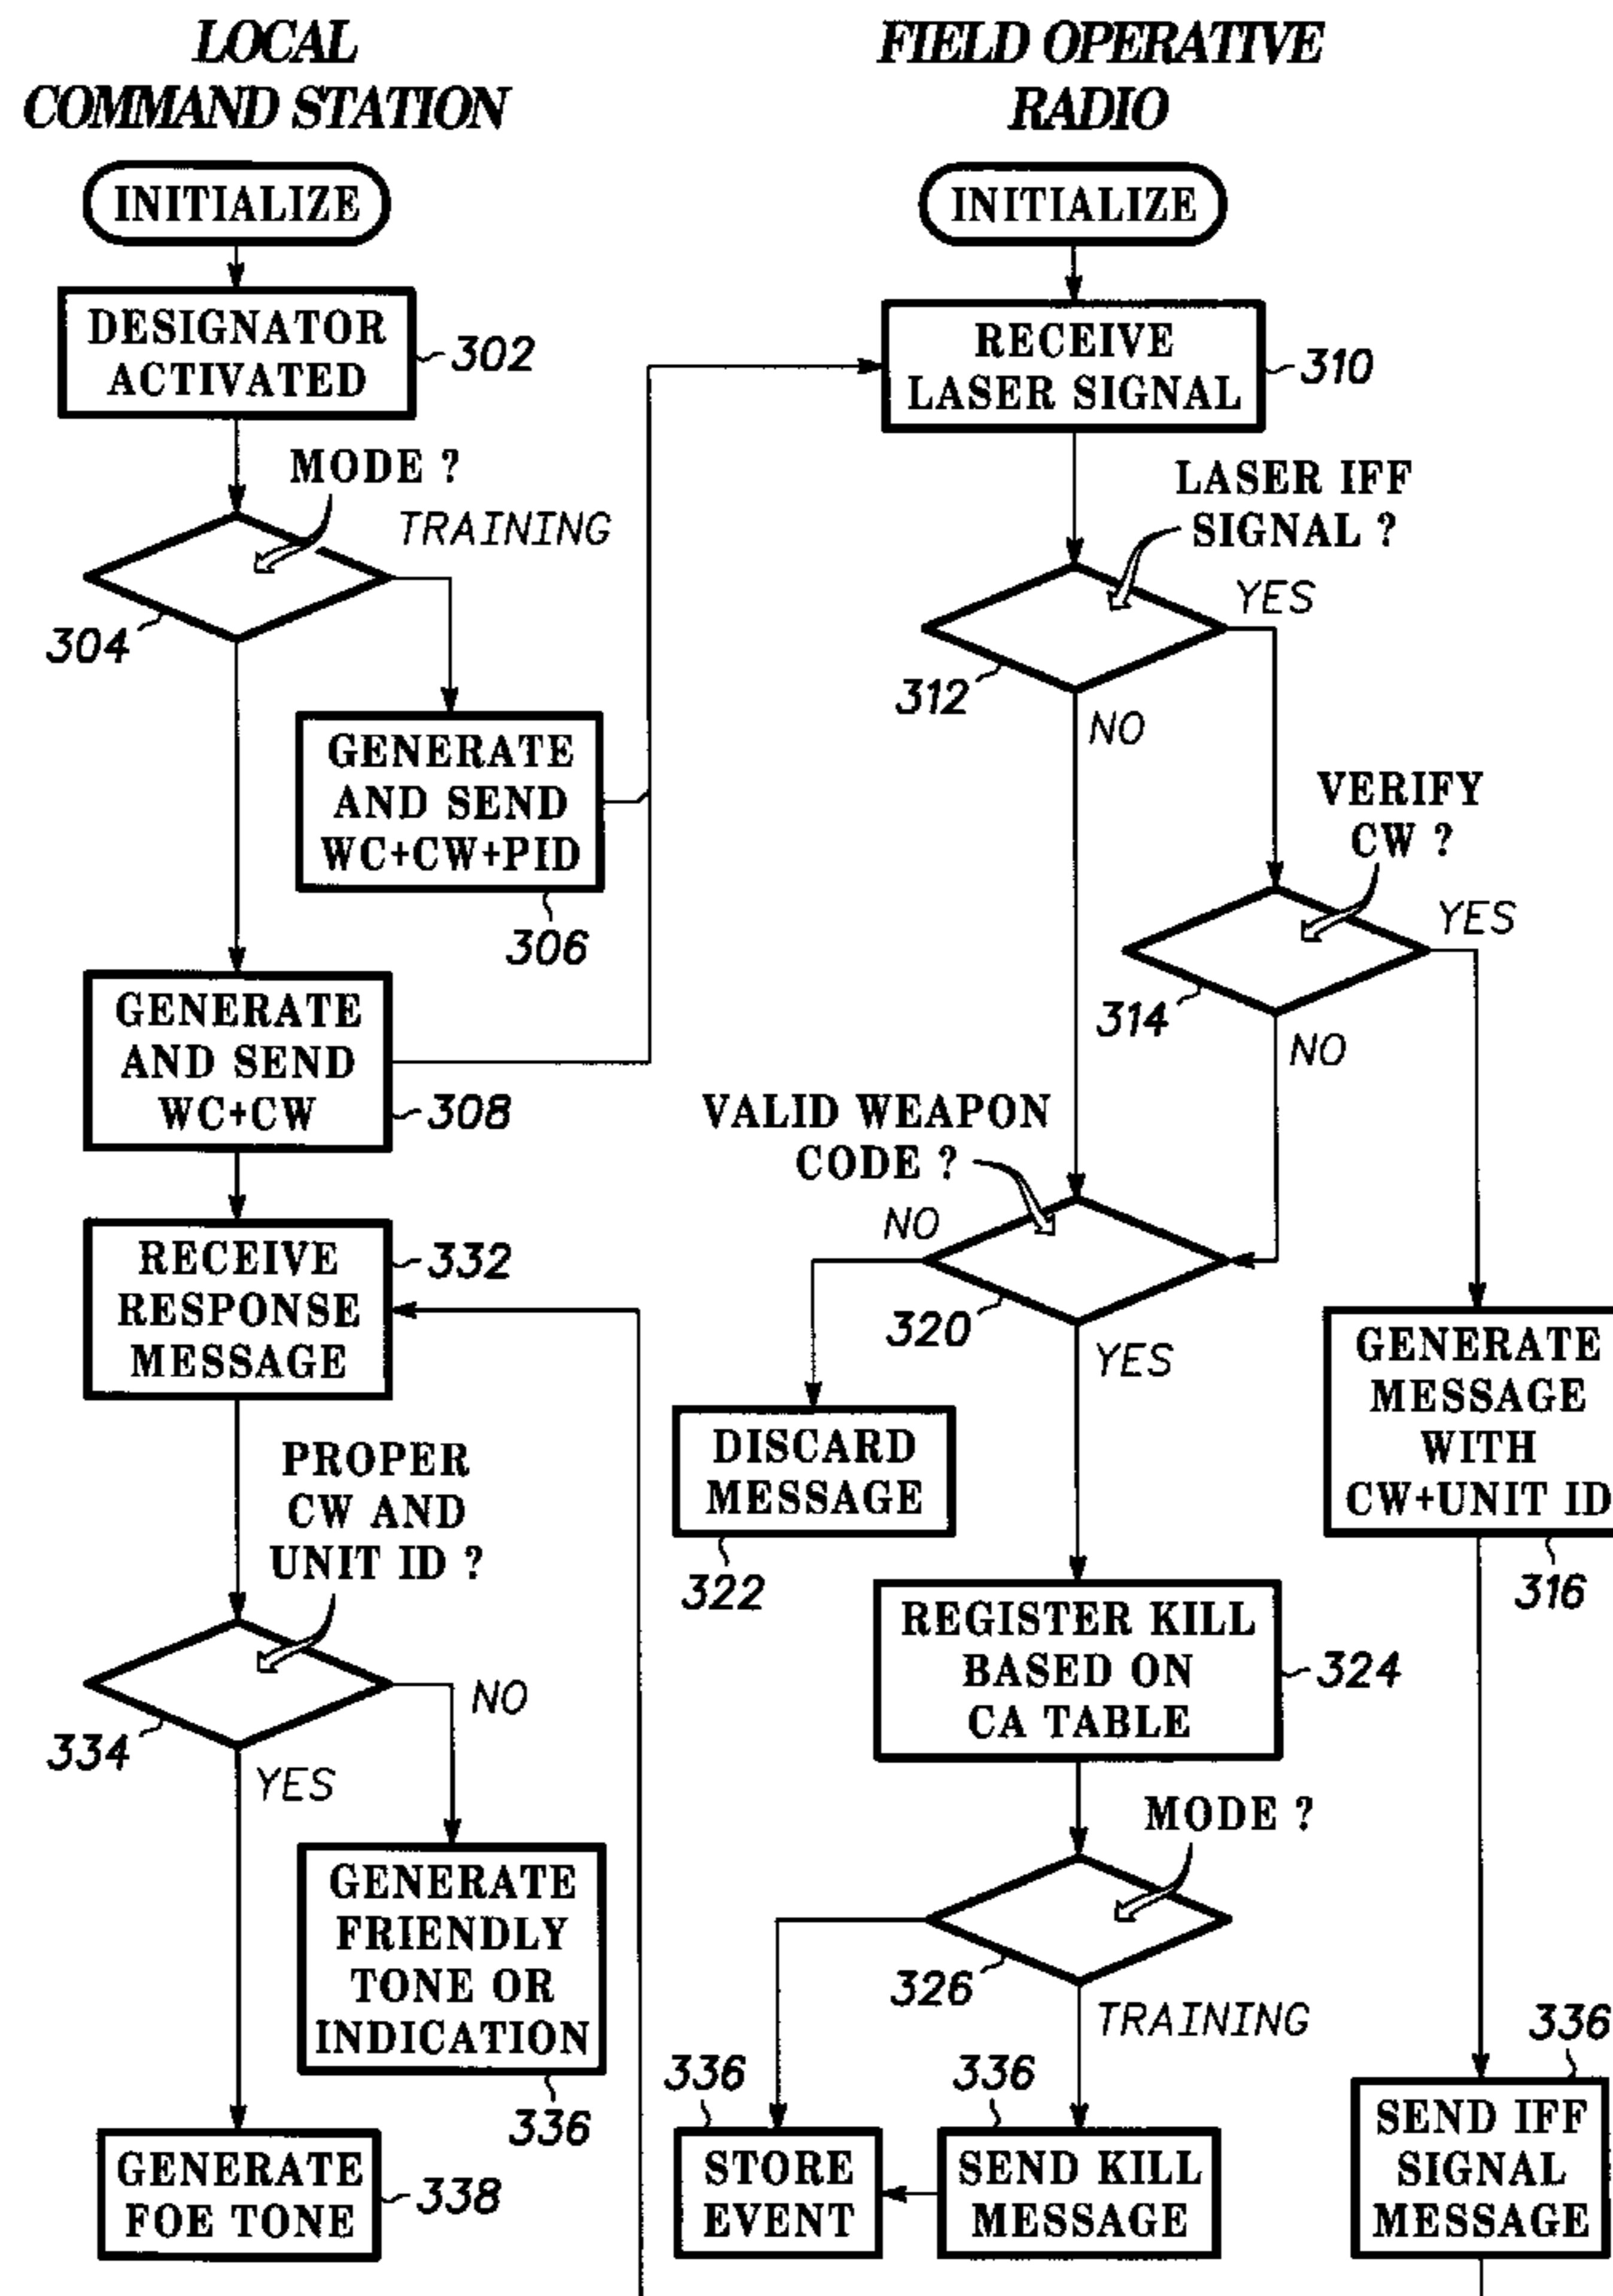 LOCAL
COMMAND STATION
INITIALIZE
DESIGNATOR
ACTIVATED
302
MODE ?
TRAINING
304
GENERATE
AND SEND
WC+CW+PID
306
GENERATE
AND SEND
WC+CW
308
RECEIVE
RESPONSE
MESSAGE
332
PROPER
CW AND
UNIT ID ?
334
NO
YES
GENERATE
FRIENDLY
TONE OR
INDICATION
336
GENERATE
FOE TONE
338
FIELD OPERATIVE
RADIO
INITIALIZE
RECEIVE
LASER SIGNAL
310
LASER IFF
SIGNAL ?
YES
312
NO
VERIFY
CW ?
YES
314
NO
VALID WEAPON
CODE ?
NO
320
YES
DISCARD
MESSAGE
322
GENERATE
MESSAGE
WITH
CW+UNIT ID
316
REGISTER KILL
BASED ON
CA TABLE
324
MODE ?
326
TRAINING
336
STORE
EVENT
336
SEND KILL
MESSAGE
336
SEND IFF
SIGNAL
MESSAGE